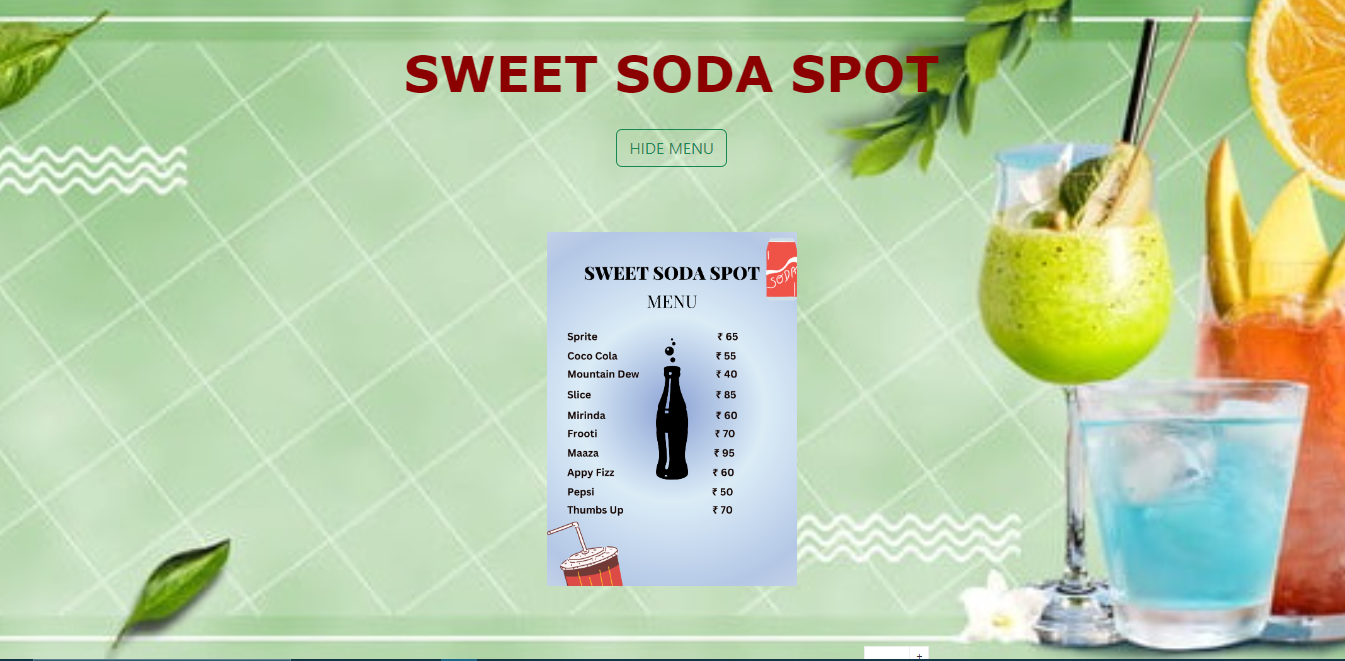 SWEET SODA SPOT
HIDE MENU
SWEET SODA SPOT
SODA
MENU
Sprite ₹ 65
Coco Cola ₹ 55
Mountain Dew ₹ 40
Slice ₹ 85
Mirinda ₹ 60
Frooti ₹ 70
Maaza ₹ 95
Appy Fizz ₹ 60
Pepsi ₹ 50
Thumbs Up ₹ 70
+